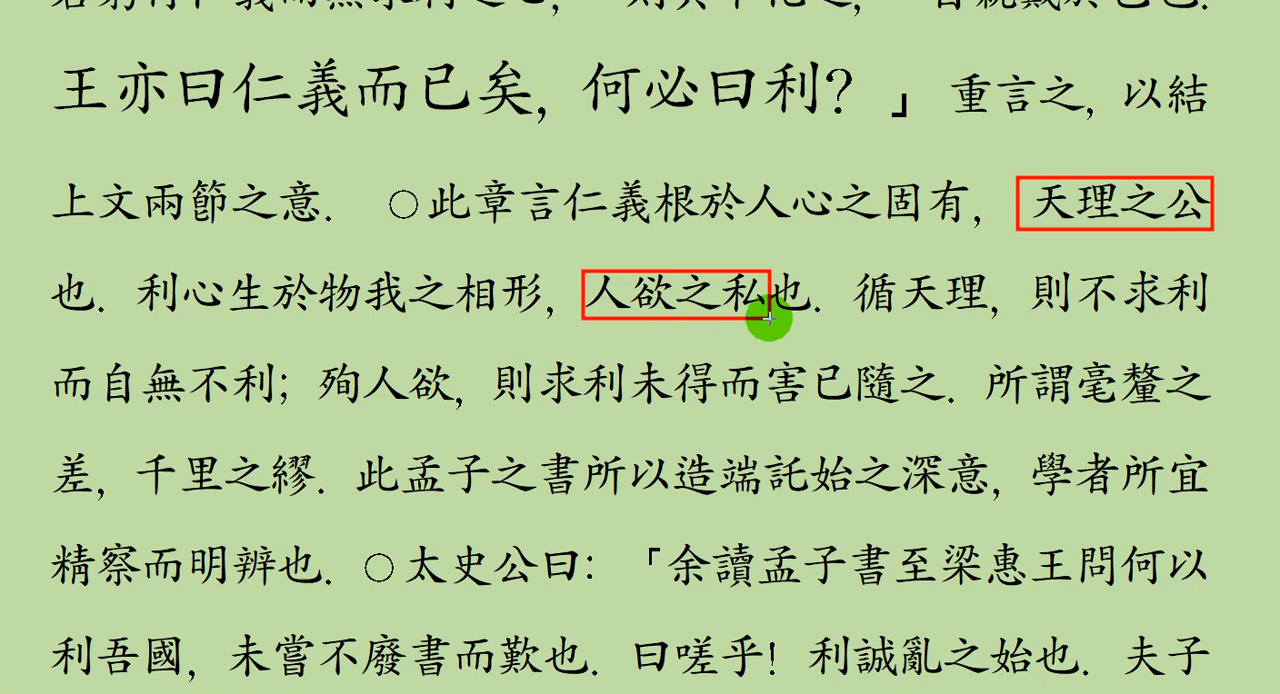 王亦曰仁義而已矣, 何必曰利? 」 重言之, 以結
上文兩節之意. ○此章言仁義根於人心之固有, 天理之公
也. 利心生於物我之相形, 人欲之私也. 循天理, 則不求利
而自無不利; 殉人欲, 則求利未得而害已隨之. 所謂毫釐之
差, 千里之繆. 此孟子之書所以造端託始之深意, 學者所宜
精察而明辨也. ○太史公曰: 「余讀孟子書至梁惠王問何以
利吾國, 未嘗不廢書而歎也. 曰嗟乎! 利誠亂之始也. 夫子